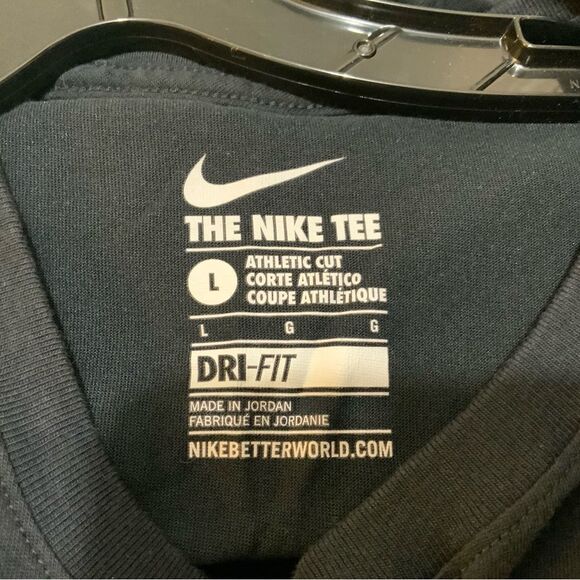 THE NIKE TEE
L
ATHLETIC CUT
CORTE ATLÉTICO
COUPE ATHLÉTIQUE
L G G
DRI-FIT
MADE IN JORDAN
FABRIQUÉ EN JORDANIE
NIKEBETTERWORLD.COM